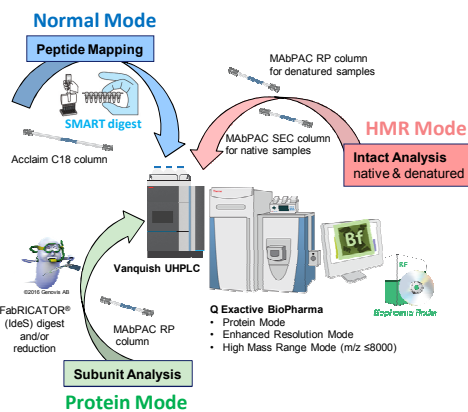 Normal Mode
Peptide Mapping
SMART digest
Acclaim C18 column
MAbPAC RP column
for denatured samples
MAbPAC SEC column
for native samples
HMR Mode
Intact Analysis
native & denatured
Vanquish UHPLC
Bf
BF
Biopharma Finder
Q Exactive BioPharma
• Protein Mode
• Enhanced Resolution Mode
• High Mass Range Mode (m/z ≤8000)
©2016 Genovis AB
FabRICATOR®
(IdeS) digest
and/or
reduction
MAbPAC RP
column
Subunit Analysis
Protein Mode